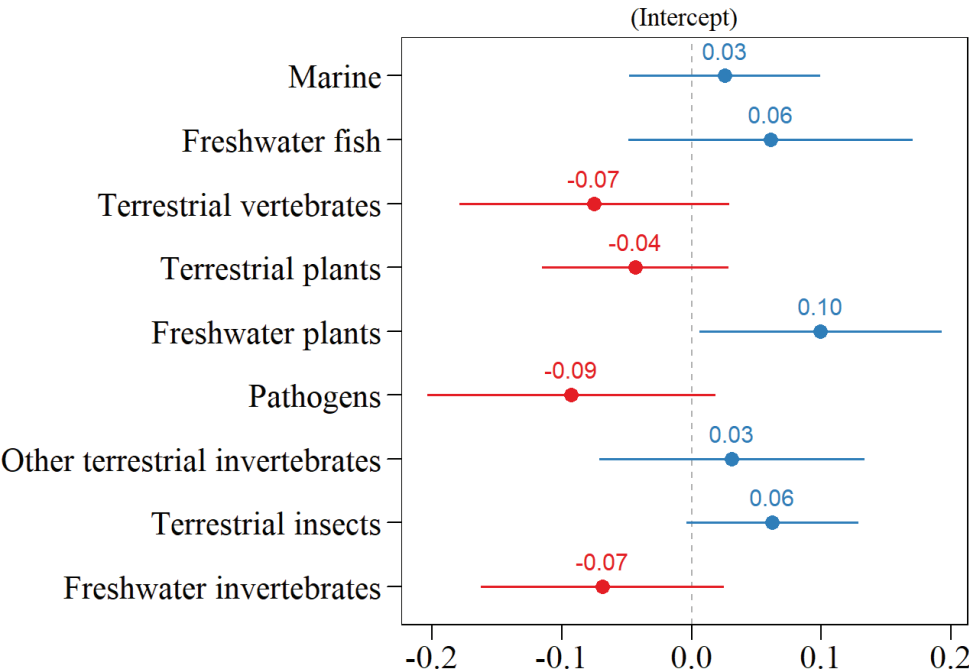 (Intercept)
Marine
0.03
Freshwater fish
0.06
Terrestrial vertebrates
-0.07
Terrestrial plants
-0.04
Freshwater plants
0.10
Pathogens
-0.09
Other terrestrial invertebrates
0.03
Terrestrial insects
0.06
Freshwater invertebrates
-0.07
-0.2 -0.1 0.0 0.1 0.2